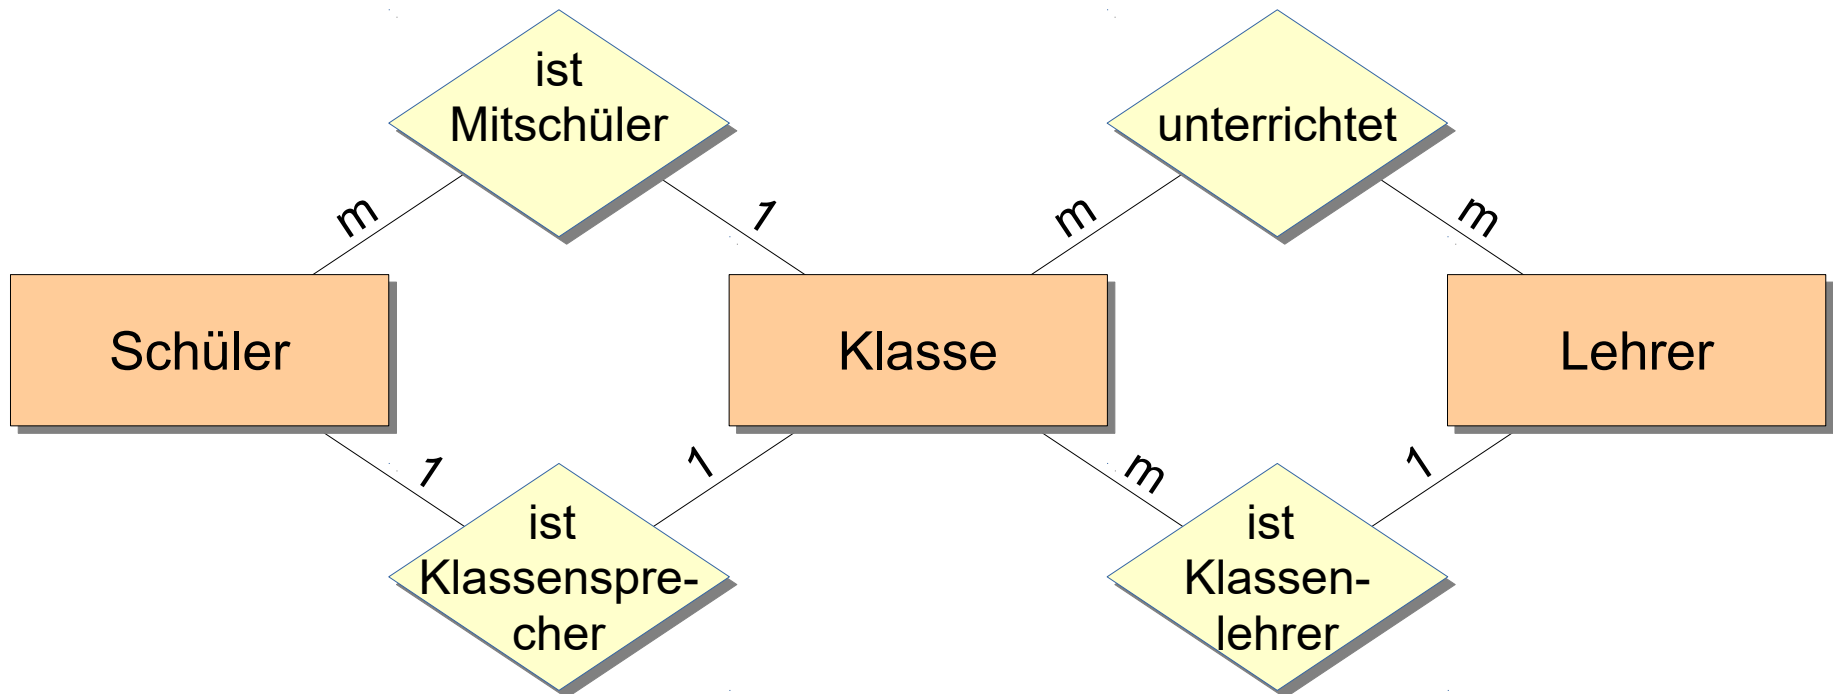 ist
Mitschüler
unterrichtet
m
1
m
m
Schüler
Klasse
Lehrer
1
1
m
1
ist
Klassenspre-
cher
ist
Klassen-
lehrer